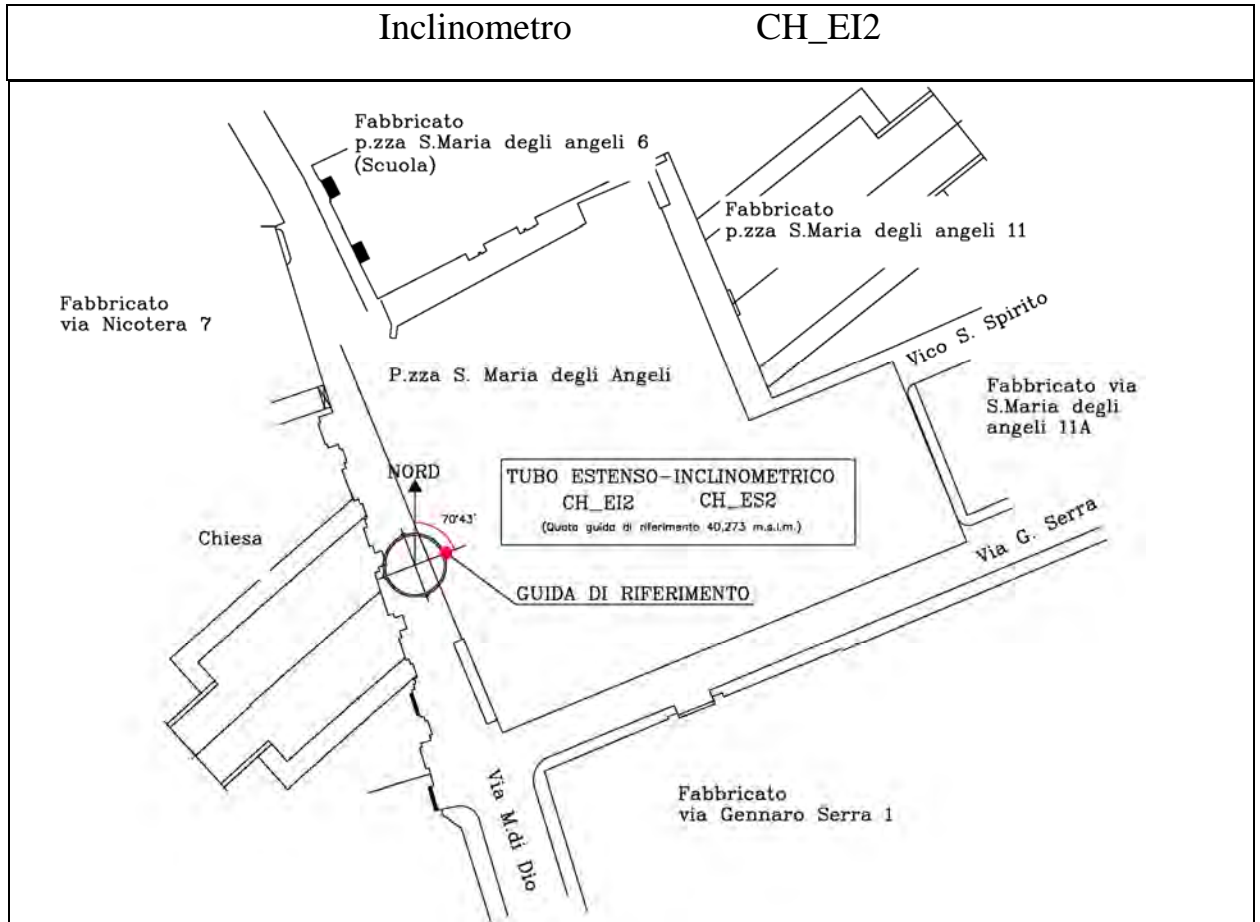 Inclinometro CH_EI2
Fabbricato
p.zza S.Maria degli angeli 6
(Scuola)
Fabbricato
p.zza S.Maria degli angeli 11
Fabbricato
via Nicotera 7
Vico S. Spirito
P.zza S. Maria degli Angeli
Fabbricato via
S.Maria degli
angeli 11A
NORD
70°43'
TUBO ESTENSO-INCLINOMETRICO
CH_EI2 CH_ES2
(Quota guida di riferimento 40,273 m.s.l.m.)
Via G. Serra
Chiesa
GUIDA DI RIFERIMENTO
Via M.di Dio
Fabbricato
via Gennaro Serra 1